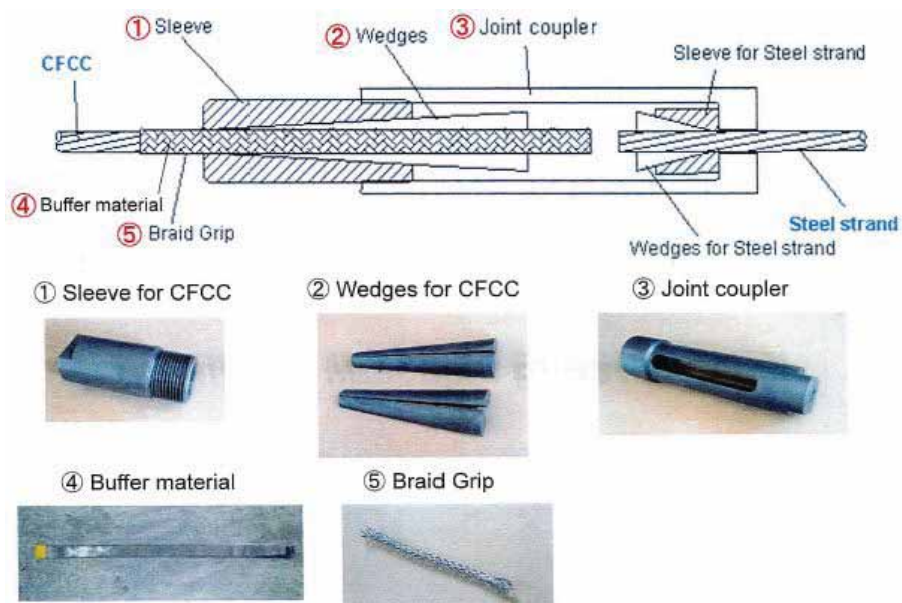 ① Sleeve
② Wedges
③ Joint coupler
Sleeve for Steel strand
CFCC
④ Buffer material
⑤ Braid Grip
Steel strand
Wedges for Steel strand
① Sleeve for CFCC
② Wedges for CFCC
③ Joint coupler
④ Buffer material
⑤ Braid Grip